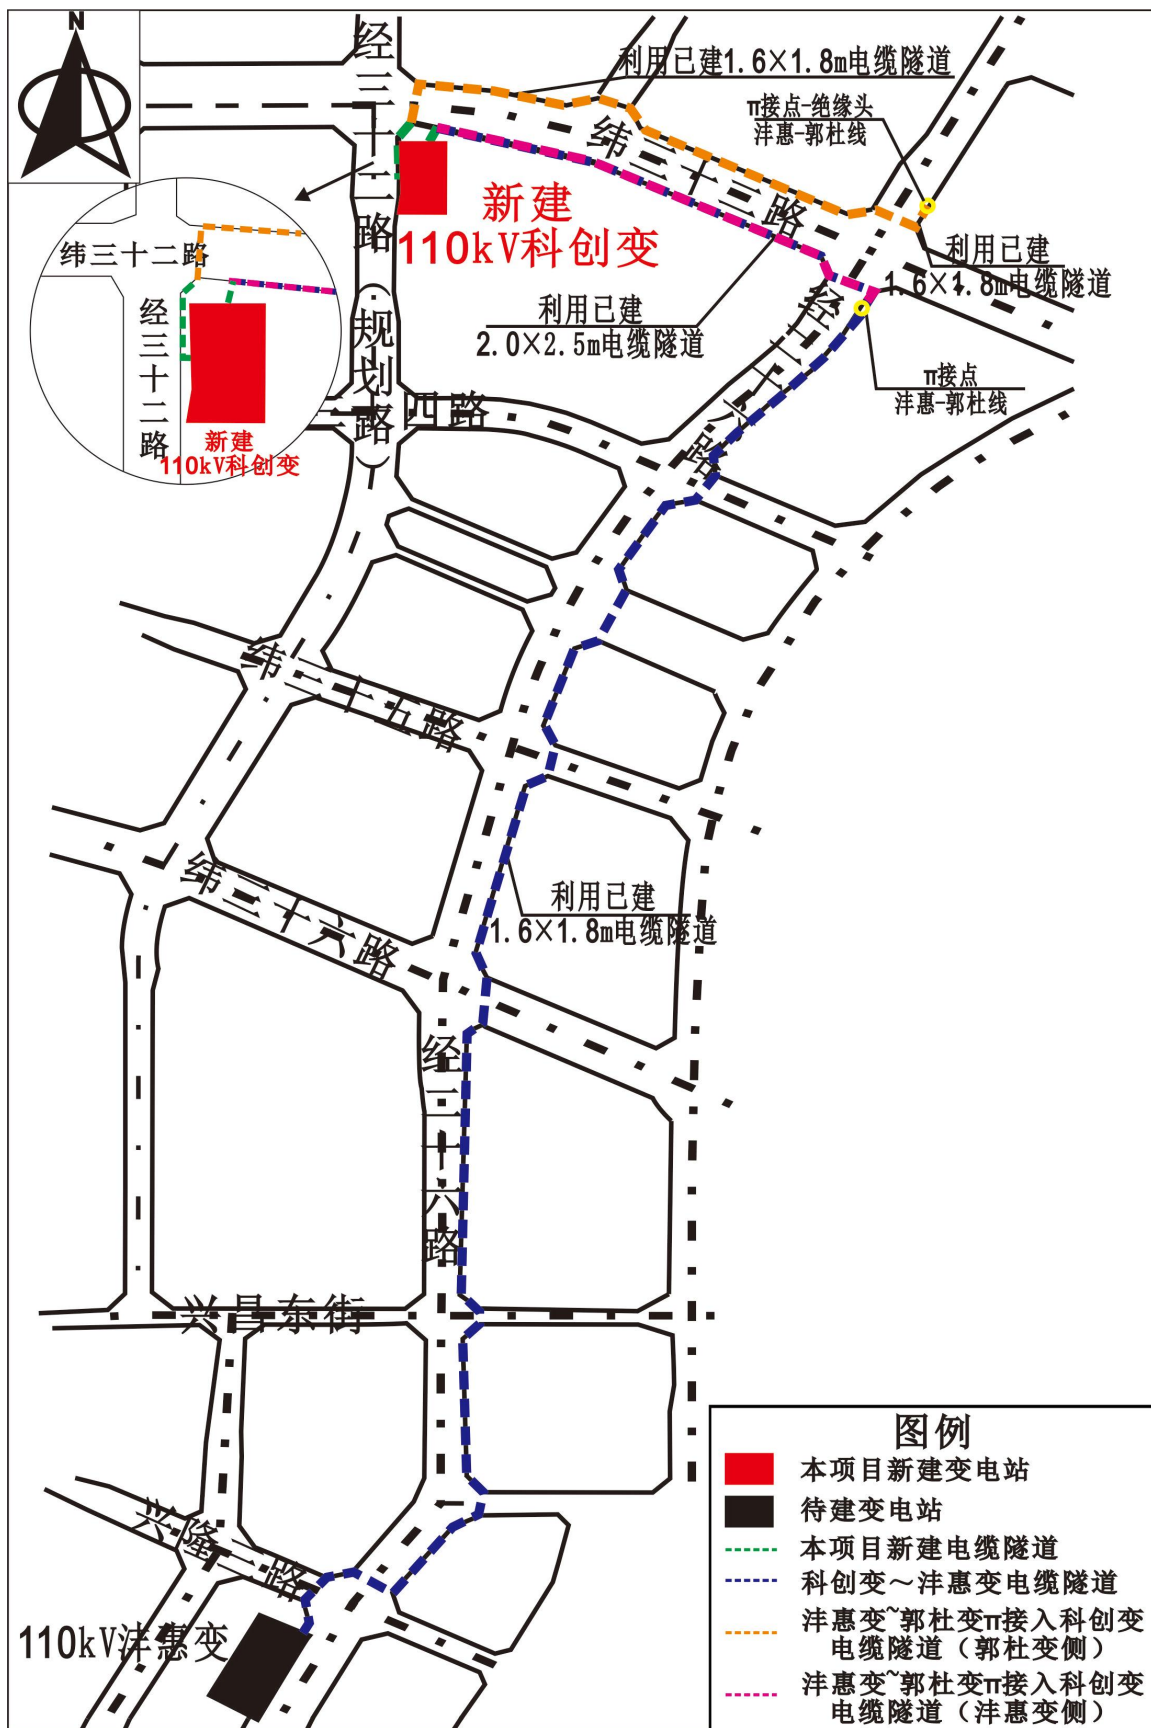 N
经三十二路（规划路）
利用已建1.6×1.8m电缆隧道
π接点-绝缘头
沣惠-郭杜线
纬三十三路
新建
110kV科创变
利用已建
1.6×1.8m电缆隧道
利用已建
2.0×2.5m电缆隧道
π接点
沣惠-郭杜线
经二十六路
纬三十二路
经三十二路
新建
110kV科创变
四路
纬三十五路
纬三十六路
利用已建
1.6×1.8m电缆隧道
经二十六路
兴昌东街
兴隆二路
110kV沣惠变
图例
本项目新建变电站
待建变电站
本项目新建电缆隧道
科创变～沣惠变电缆隧道
沣惠变~郭杜变π接入科创变
电缆隧道（郭杜变侧）
沣惠变~郭杜变π接入科创变
电缆隧道（沣惠变侧）